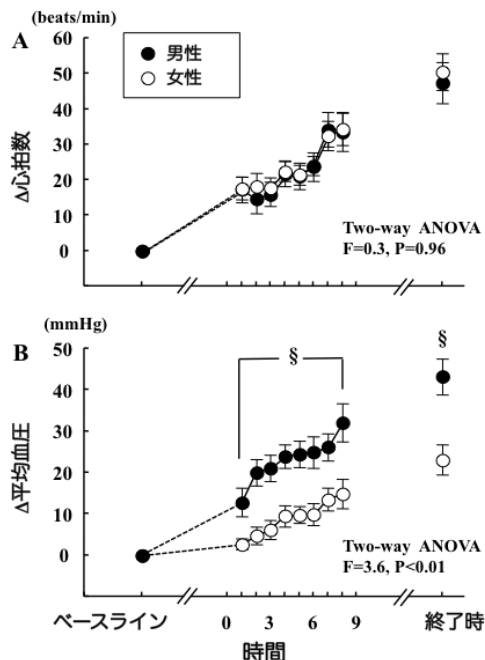 (beats/min)
A
60
50
40
30
20
10
0
Δ心拍数
男性
女性
Two-way ANOVA
F=0.3, P=0.96
(mmHg)
B
50
40
30
20
10
0
Δ平均血圧
§
§
Two-way ANOVA
F=3.6, P<0.01
ベースライン 0 3 6 9 終了時
時間